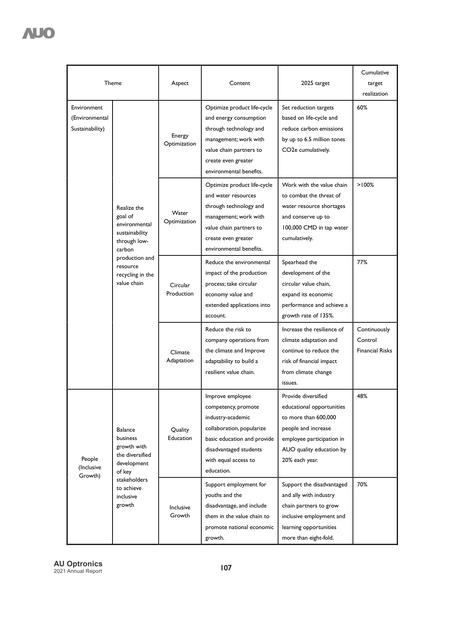 AUO
Theme
Aspect
Content
2025 target
Cumulative
target
realization
Environment
(Environmental
Sustainability)
Realize the
goal of
environmental
sustainability
through low-
carbon
production and
resource
recycling in the
value chain
Energy
Optimization
Optimize product life-cycle
and energy consumption
through technology and
management; work with
value chain partners to
create even greater
environmental benefits.
Set reduction targets
based on life-cycle and
reduce carbon emissions
by up to 6.5 million tones
CO2e cumulatively.
60%
Water
Optimization
Optimize product life-cycle
and water resources
through technology and
management; work with
value chain partners to
create even greater
environmental benefits.
Work with the value chain
to combat the threat of
water resource shortages
and conserve up to
100,000 CMD in tap water
cumulatively.
>100%
Circular
Production
Reduce the environmental
impact of the production
process; take circular
economy value and
extended applications into
account.
Spearhead the
development of the
circular value chain,
expand its economic
performance and achieve a
growth rate of 135%.
77%
Climate
Adaptation
Reduce the risk to
company operations from
the climate and Improve
adaptability to build a
resilient value chain.
Increase the resilience of
climate adaptation and
continue to reduce the
risk of financial impact
from climate change
issues.
Continuously
Control
Financial Risks
People
(Inclusive
Growth)
Balance
business
growth with
the diversified
development
of key
stakeholders
to achieve
inclusive
growth
Quality
Education
Improve employee
competency, promote
industry-academic
collaboration, popularize
basic education and provide
disadvantaged students
with equal access to
education.
Provide diversified
educational opportunities
to more than 600,000
people and increase
employee participation in
AUO quality education by
20% each year.
48%
Inclusive
Growth
Support employment for
youths and the
disadvantage, and include
them in the value chain to
promote national economic
growth.
Support the disadvantaged
and ally with industry
chain partners to grow
inclusive employment and
learning opportunities
more than eight-fold.
70%
AU Optronics
2021 Annual Report
107